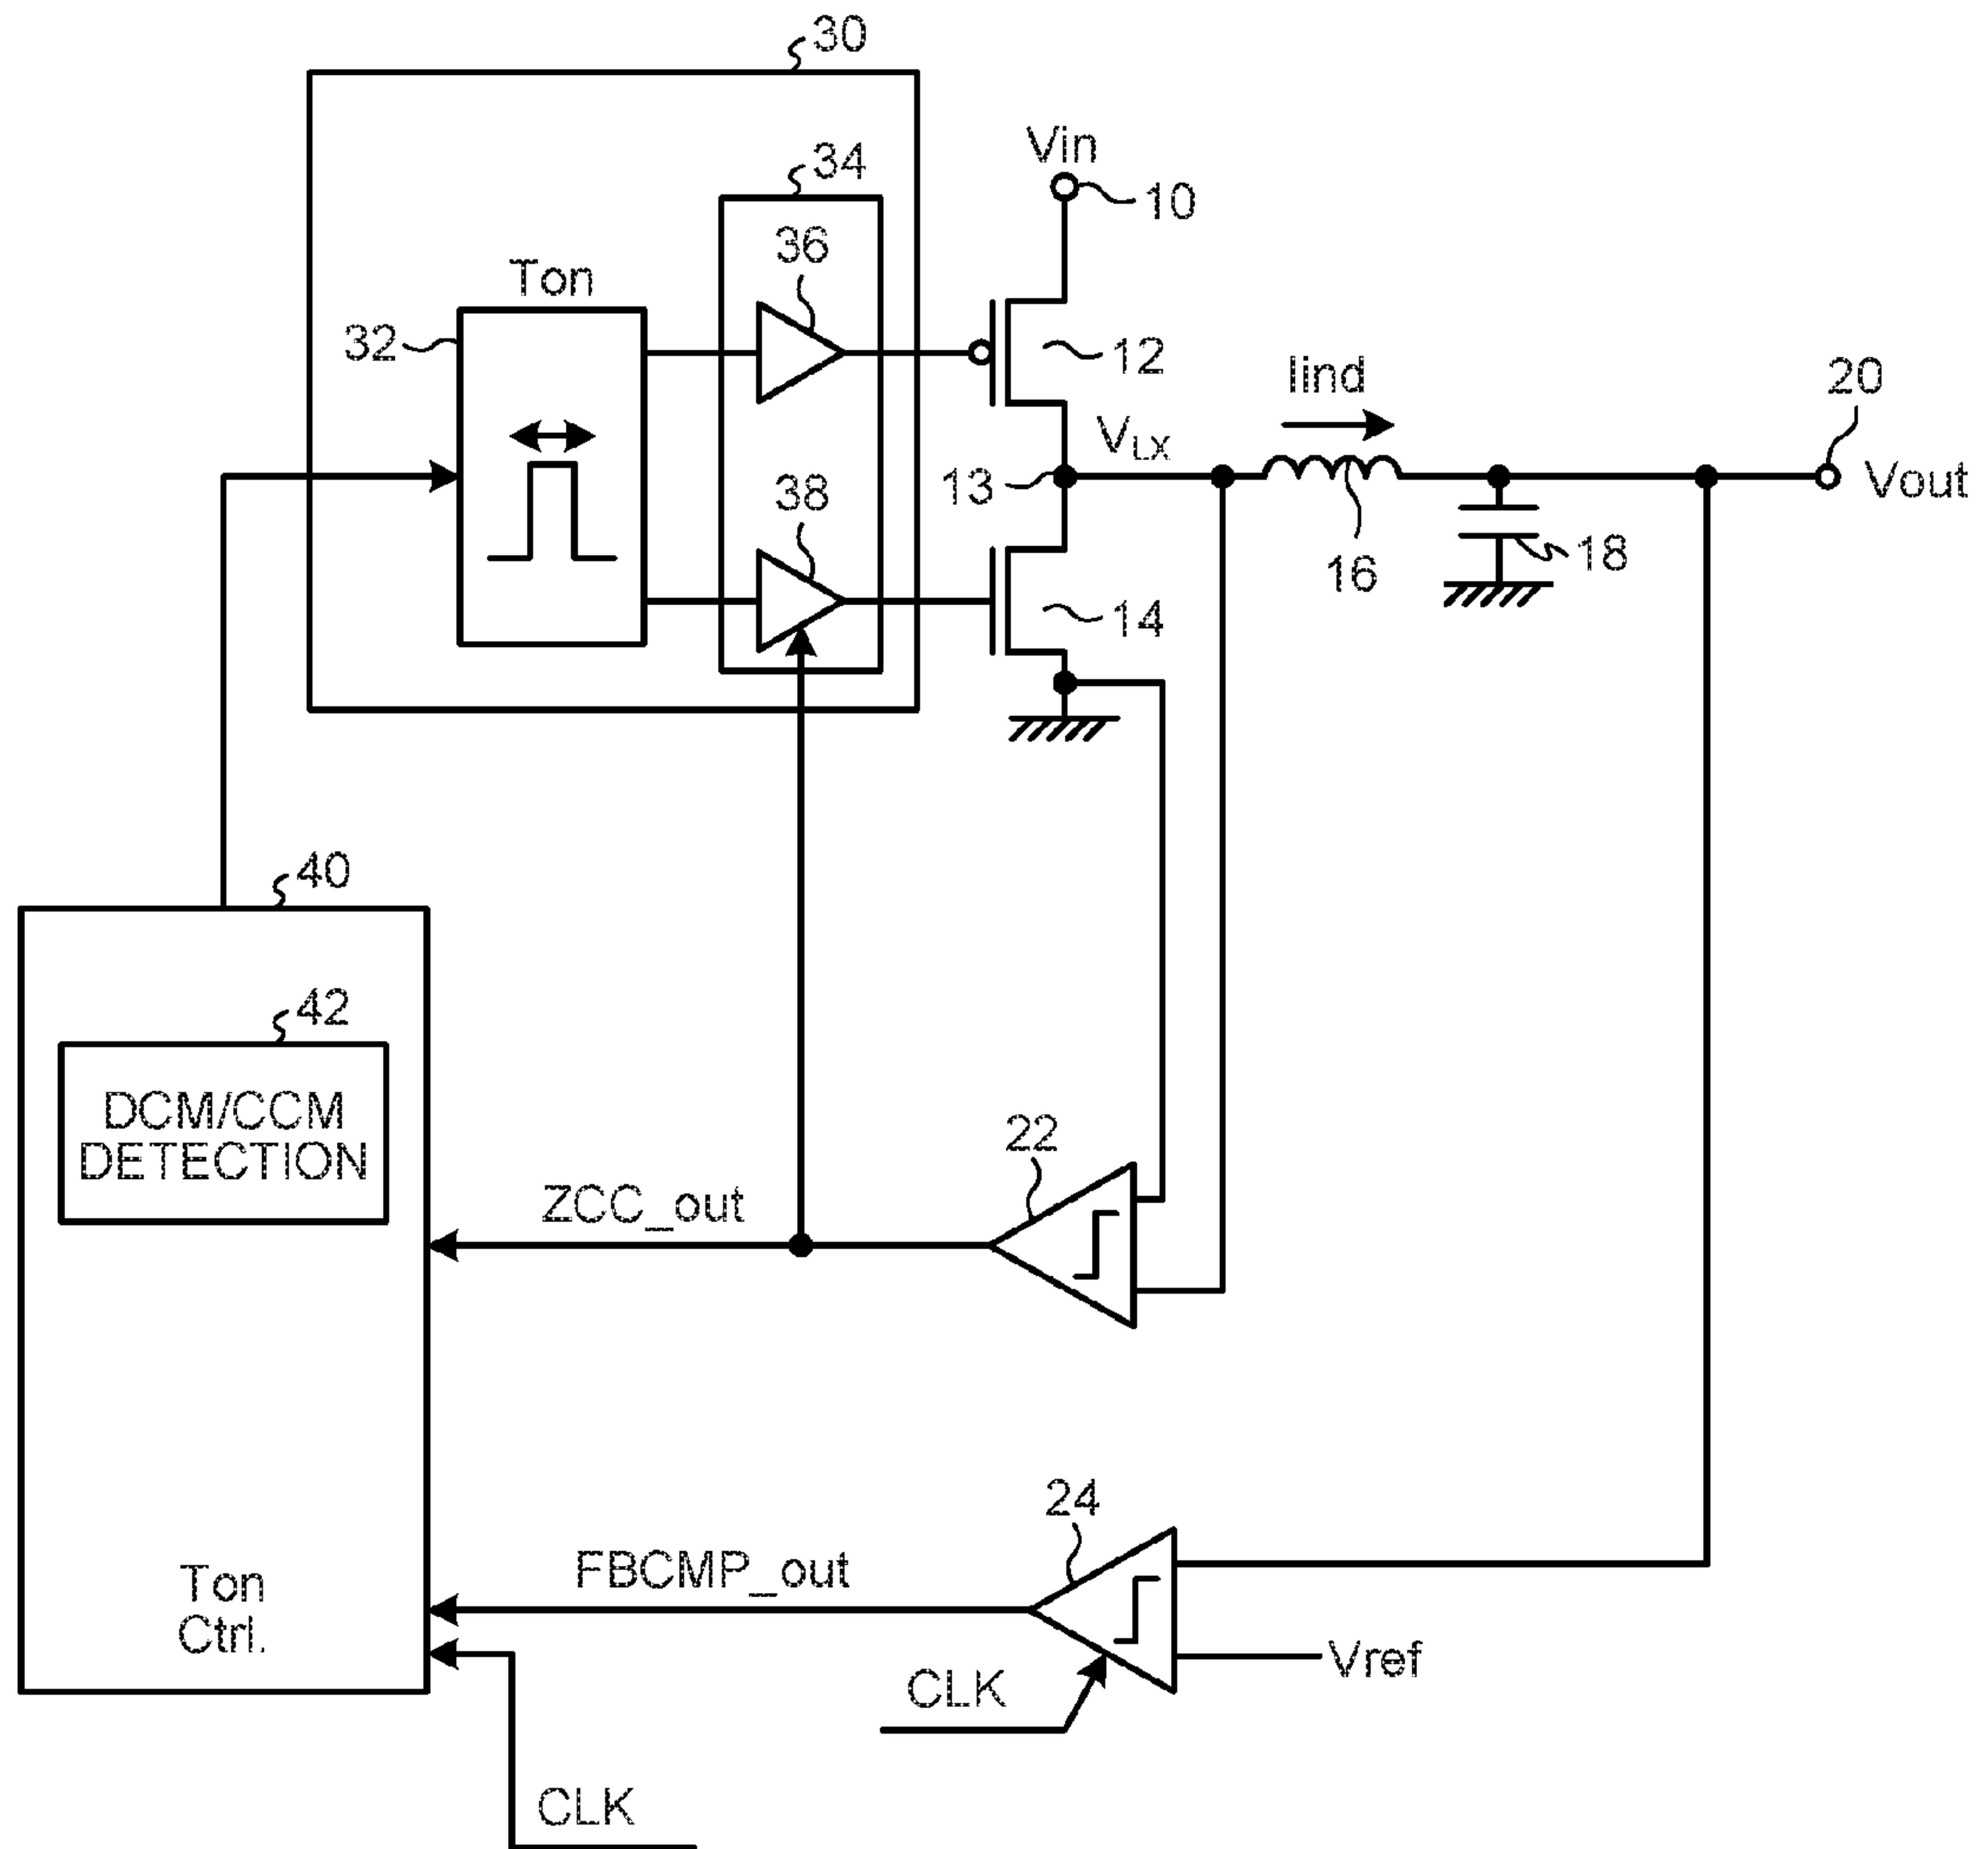 30
Vin
34
10
36
Ton
32
12
Iind
20
VLX
13
38
Vout
16
18
14
40
42
DCM/CCM
DETECTION
22
ZCC_out
24
FBCMP_out
Ton
Ctrl.
Vref
CLK
CLK